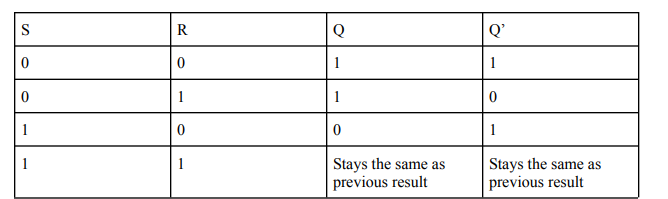 S R Q Q’
0 0 1 1
0 1 1 0
1 0 0 1
1 1 Stays the same as Stays the same as
previous result previous result